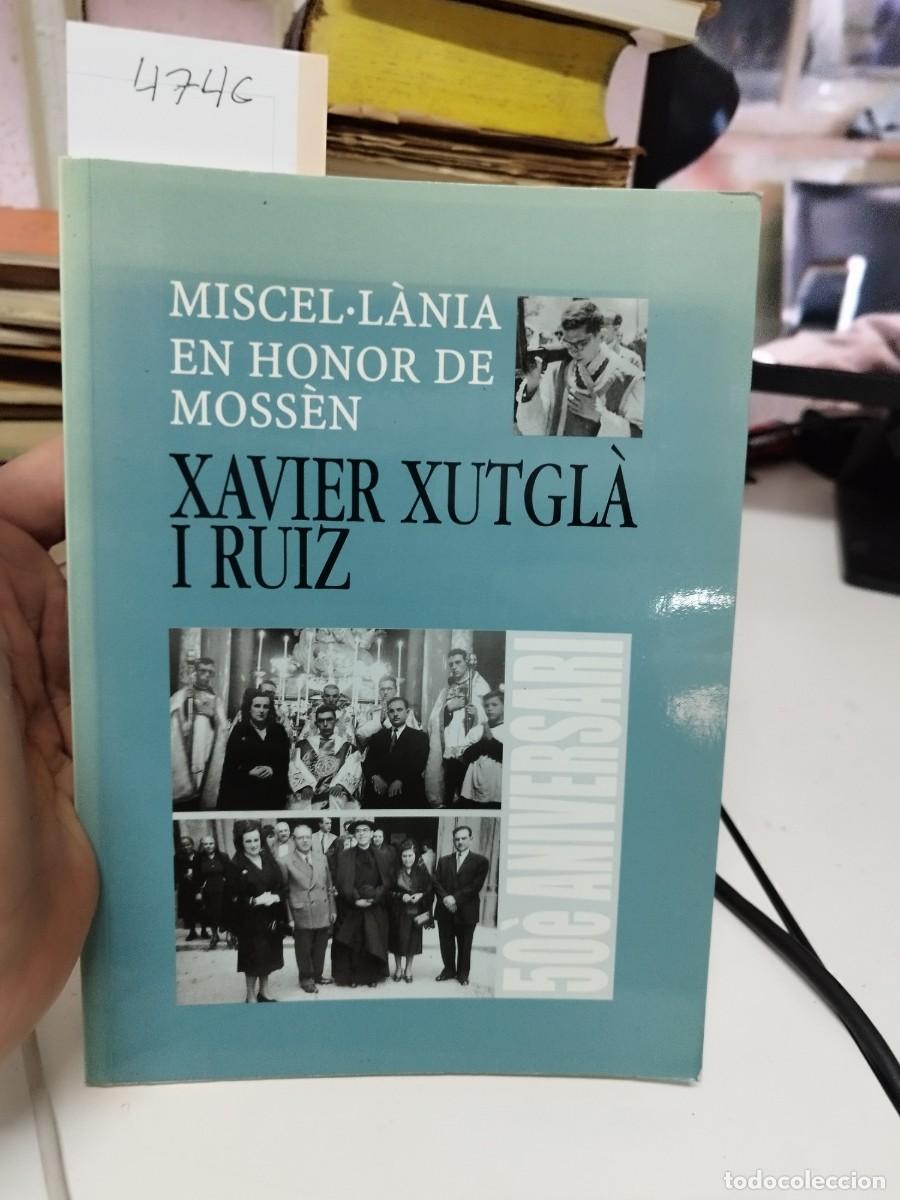 4746
MISCEL·LÀNIA
EN HONOR DE
MOSSÈN
XAVIER XUTGLÀ
I RUIZ
50è ANIVERSARI
todocoleccion